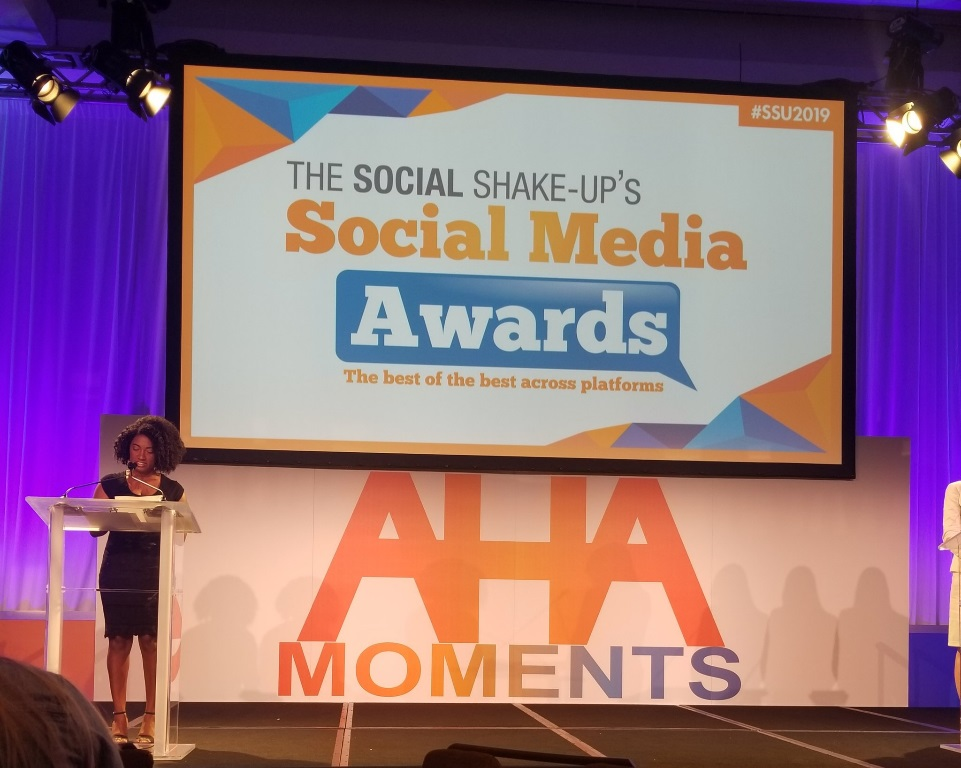 #SSU2019
THE SOCIAL SHAKE-UP'S
Social Media
Awards
The best of the best across platforms
AHA
MOMENTS